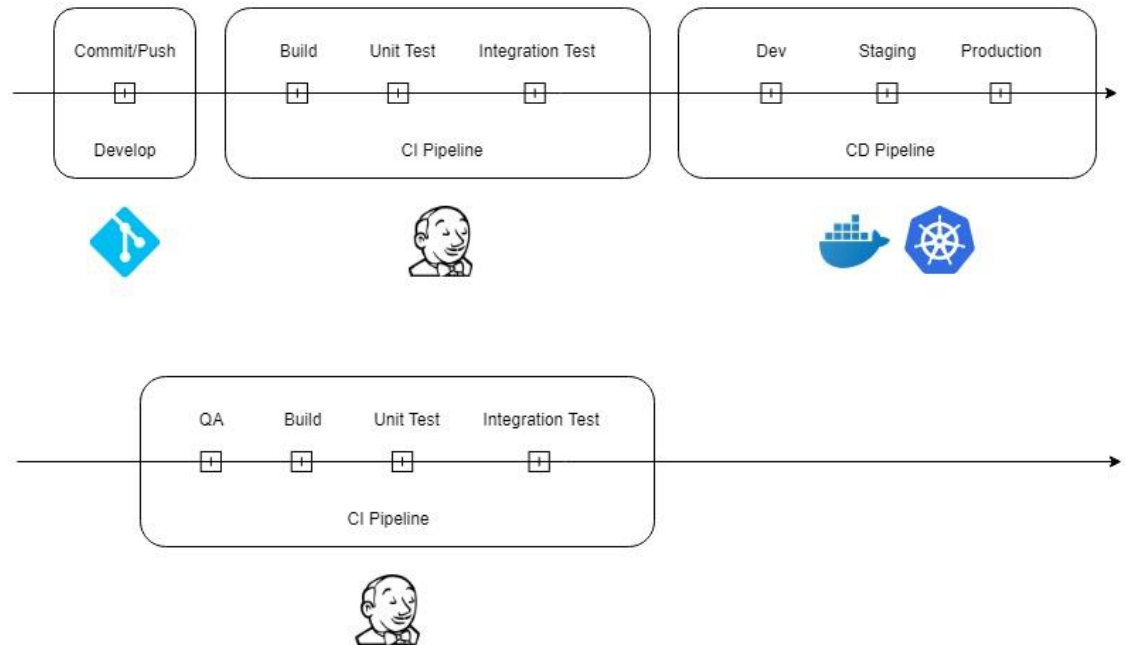 Commit/Push
Build Unit Test Integration Test
Dev Staging Production
Develop
CI Pipeline
CD Pipeline
QA Build Unit Test Integration Test
CI Pipeline